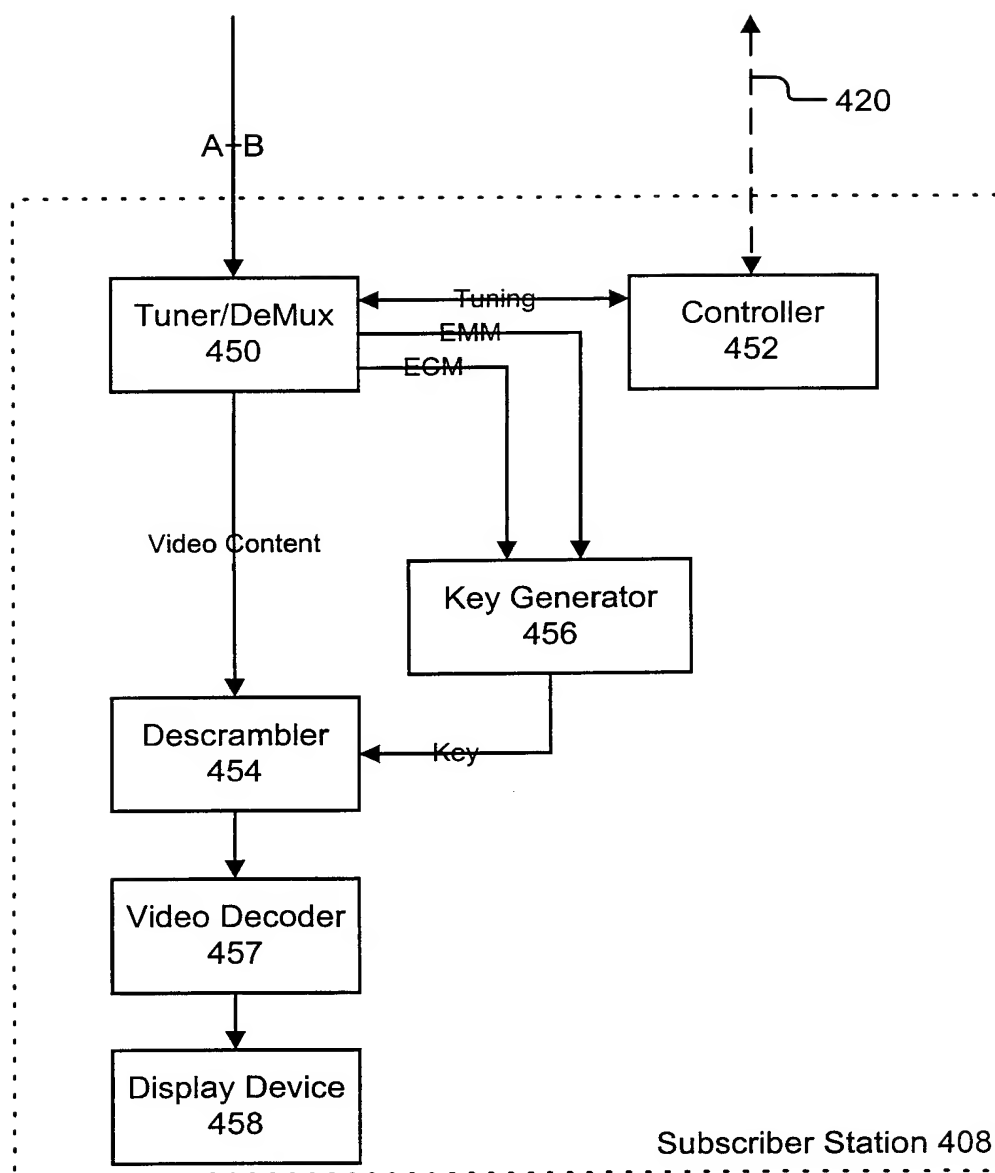 420
A+B
Tuner/DeMux
450
Tuning
EMM
ECM
Controller
452
Video Content
Key Generator
456
Descrambler
454
Key
Video Decoder
457
Display Device
458
Subscriber Station 408